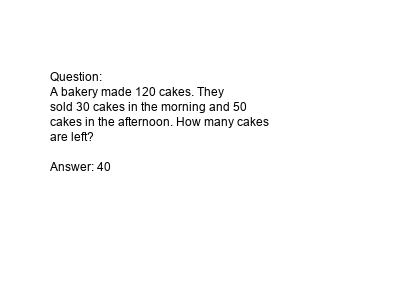 Question:
A bakery made 120 cakes. They
sold 30 cakes in the morning and 50
cakes in the afternoon. How many cakes
are left?
Answer: 40